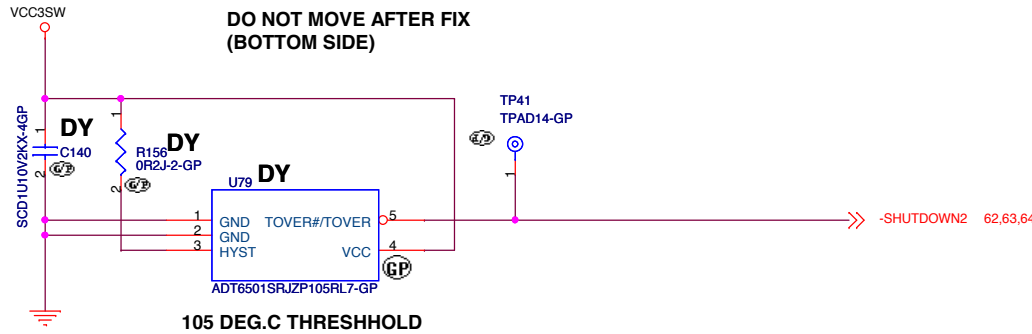 VCC3SW
DO NOT MOVE AFTER FIX
(BOTTOM SIDE)
SCD1U10V2KX-4GP
1
2
DY
C140
G/P
1
2
DY
R156
0R2J-2-GP
G/P
TP41
TPAD14-GP
G/P
1
U79
DY
1 GND
2 GND
3 HYST
TOVER#/TOVER 5
VCC 4
GP
ADT6501SRJZP105RL7-GP
-SHUTDOWN2 62,63,64
105 DEG.C THRESHHOLD